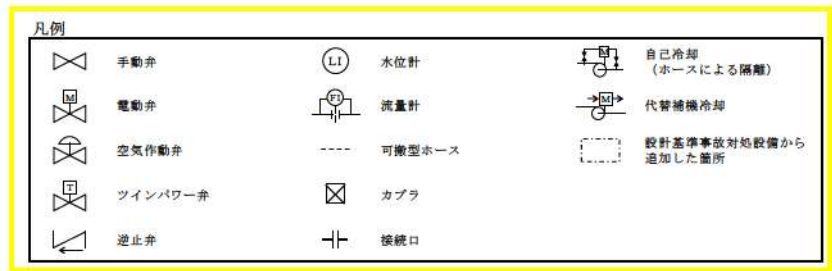 凡例
手動弁
M
電動弁
空気作動弁
T
ツインパワー弁
逆止弁
LI
水位計
FI
流量計
可搬型ホース
カプラ
接続口
M
自己冷却
（ホースによる隔離）
M
代替補機冷却
設計基準事故対処設備から
追加した箇所